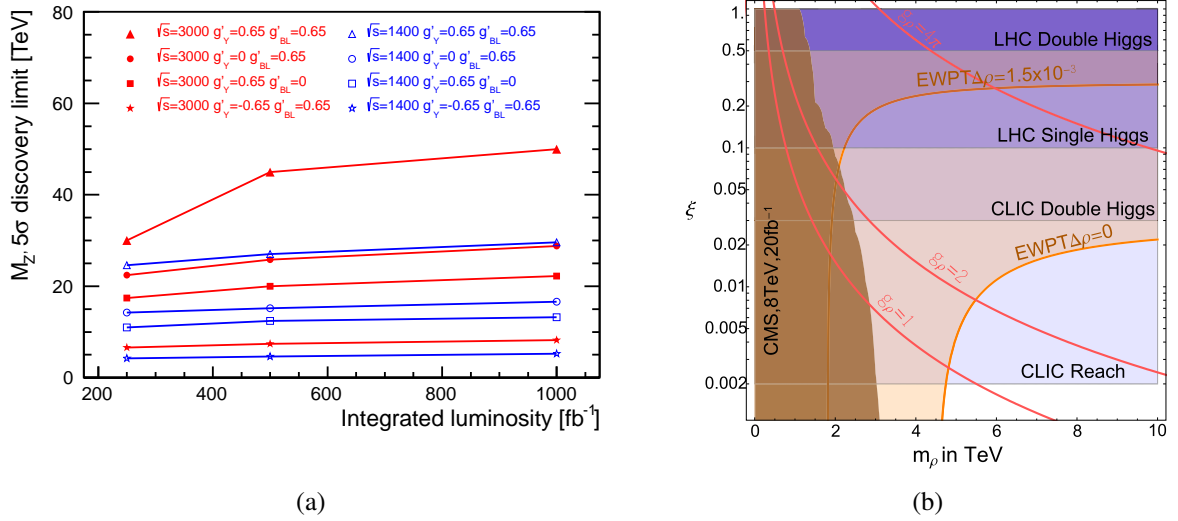 M_Z' 5σ discovery limit [TeV]
80
60
40
20
0
√s=3000 g'_Y=0.65 g'_BL=0.65
√s=3000 g'_Y=0 g'_BL=0.65
√s=3000 g'_Y=0.65 g'_BL=0
√s=3000 g'_Y=-0.65 g'_BL=0.65
√s=1400 g'_Y=0.65 g'_BL=0.65
√s=1400 g'_Y=0 g'_BL=0.65
√s=1400 g'_Y=0.65 g'_BL=0
√s=1400 g'_Y=-0.65 g'_BL=0.65
200 400 600 800 1000
Integrated luminosity [fb⁻¹]
(a)
ξ
1
0.5
0.2
0.1
0.05
0.02
0.01
0.005
0.002
g_ρ=4π
LHC Double Higgs
EWPTΔρ=1.5x10⁻³
LHC Single Higgs
CLIC Double Higgs
EWPTΔρ=0
g_ρ=2
g_ρ=1
CLIC Reach
CMS,8TeV,20fb⁻¹
0 2 4 6 8 10
m_ρ in TeV
(b)